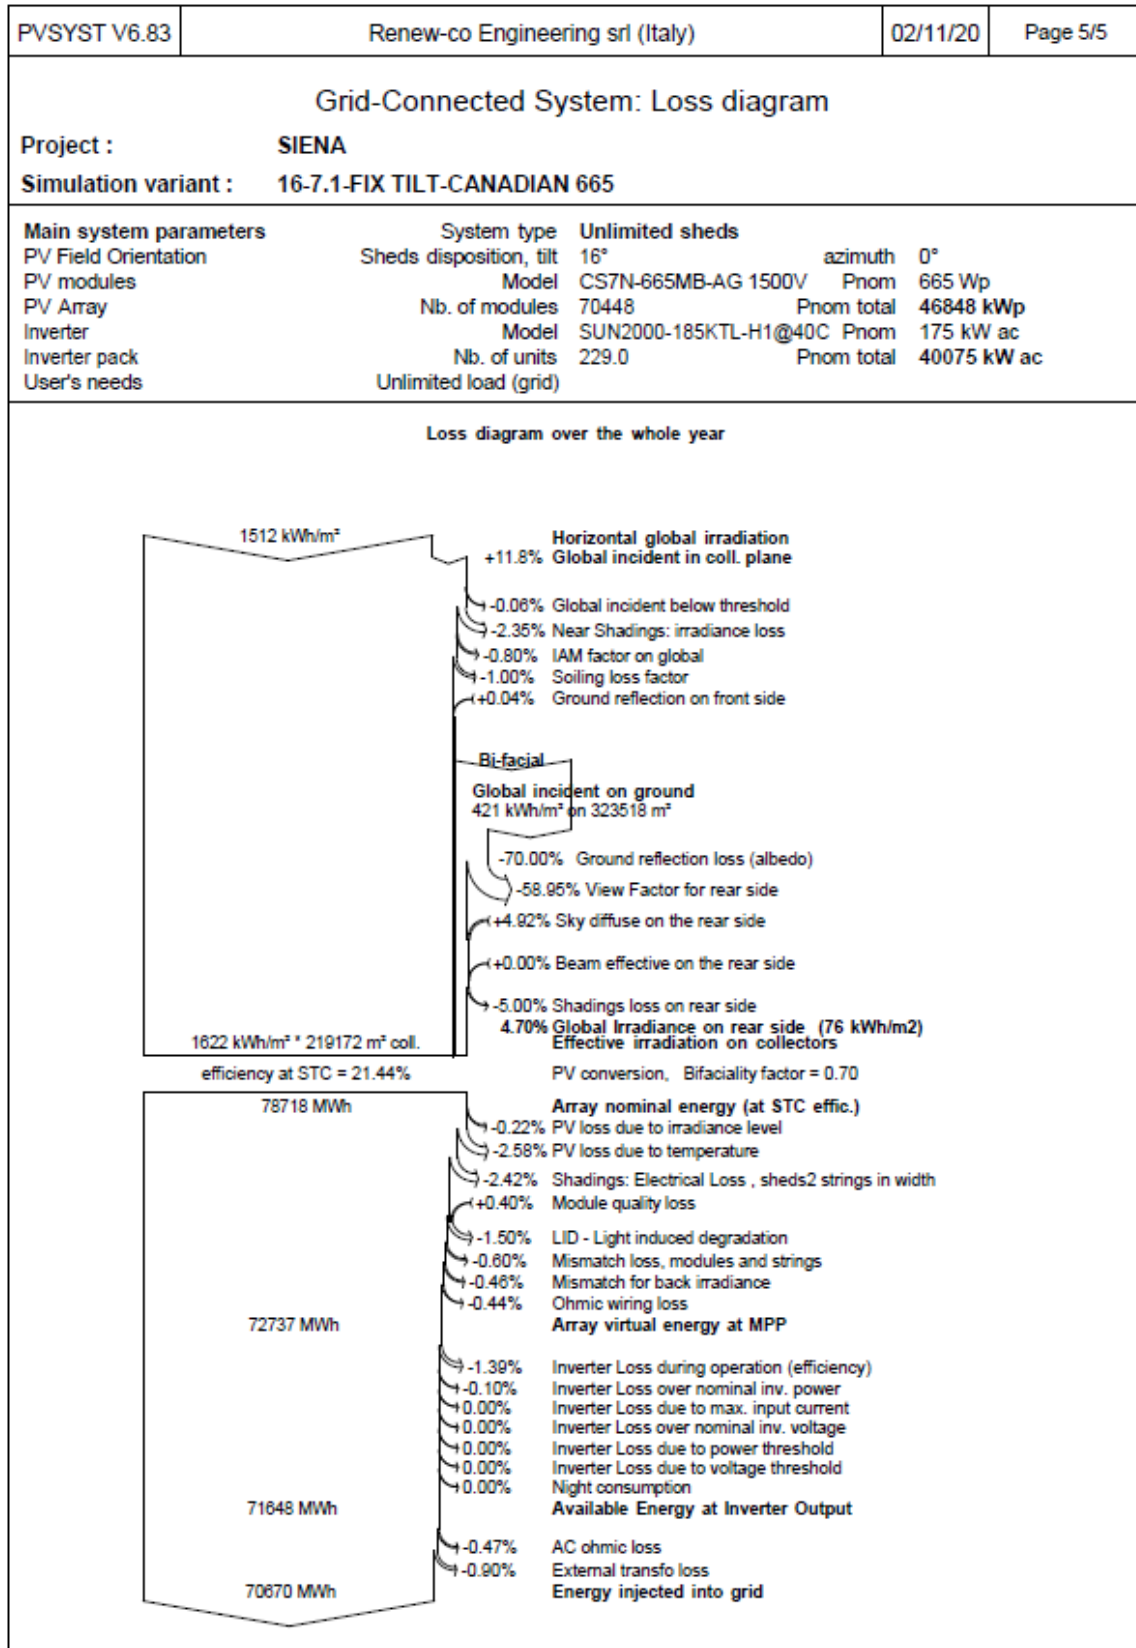 PVSYST V6.83 Renew-co Engineering srl (Italy) 02/11/20 Page 5/5
Grid-Connected System: Loss diagram
Project : SIENA
Simulation variant : 16-7.1-FIX TILT-CANADIAN 665
Main system parameters System type Unlimited sheds
PV Field Orientation Sheds disposition, tilt 16° azimuth 0°
PV modules Model CS7N-665MB-AG 1500V Pnom 665 Wp
PV Array Nb. of modules 70448 Pnom total 46848 kWp
Inverter Model SUN2000-185KTL-H1@40C Pnom 175 kW ac
Inverter pack Nb. of units 229.0 Pnom total 40075 kW ac
User's needs Unlimited load (grid)
Loss diagram over the whole year
1512 kWh/m² Horizontal global irradiation
+11.8% Global incident in coll. plane
-0.06% Global incident below threshold
-2.35% Near Shadings: irradiance loss
-0.80% IAM factor on global
-1.00% Soiling loss factor
+0.04% Ground reflection on front side
Bi-facial
Global incident on ground
421 kWh/m² on 323518 m²
-70.00% Ground reflection loss (albedo)
-58.95% View Factor for rear side
+4.92% Sky diffuse on the rear side
+0.00% Beam effective on the rear side
-5.00% Shadings loss on rear side
4.70% Global Irradiance on rear side (76 kWh/m2)
1622 kWh/m² * 219172 m² coll. Effective irradiation on collectors
efficiency at STC = 21.44% PV conversion, Bifaciality factor = 0.70
78718 MWh Array nominal energy (at STC effic.)
-0.22% PV loss due to irradiance level
-2.58% PV loss due to temperature
-2.42% Shadings: Electrical Loss , sheds2 strings in width
+0.40% Module quality loss
-1.50% LID - Light induced degradation
-0.60% Mismatch loss, modules and strings
-0.46% Mismatch for back irradiance
-0.44% Ohmic wiring loss
72737 MWh Array virtual energy at MPP
-1.39% Inverter Loss during operation (efficiency)
-0.10% Inverter Loss over nominal inv. power
0.00% Inverter Loss due to max. input current
0.00% Inverter Loss over nominal inv. voltage
0.00% Inverter Loss due to power threshold
0.00% Inverter Loss due to voltage threshold
0.00% Night consumption
71648 MWh Available Energy at Inverter Output
-0.47% AC ohmic loss
-0.90% External transfo loss
70670 MWh Energy injected into grid